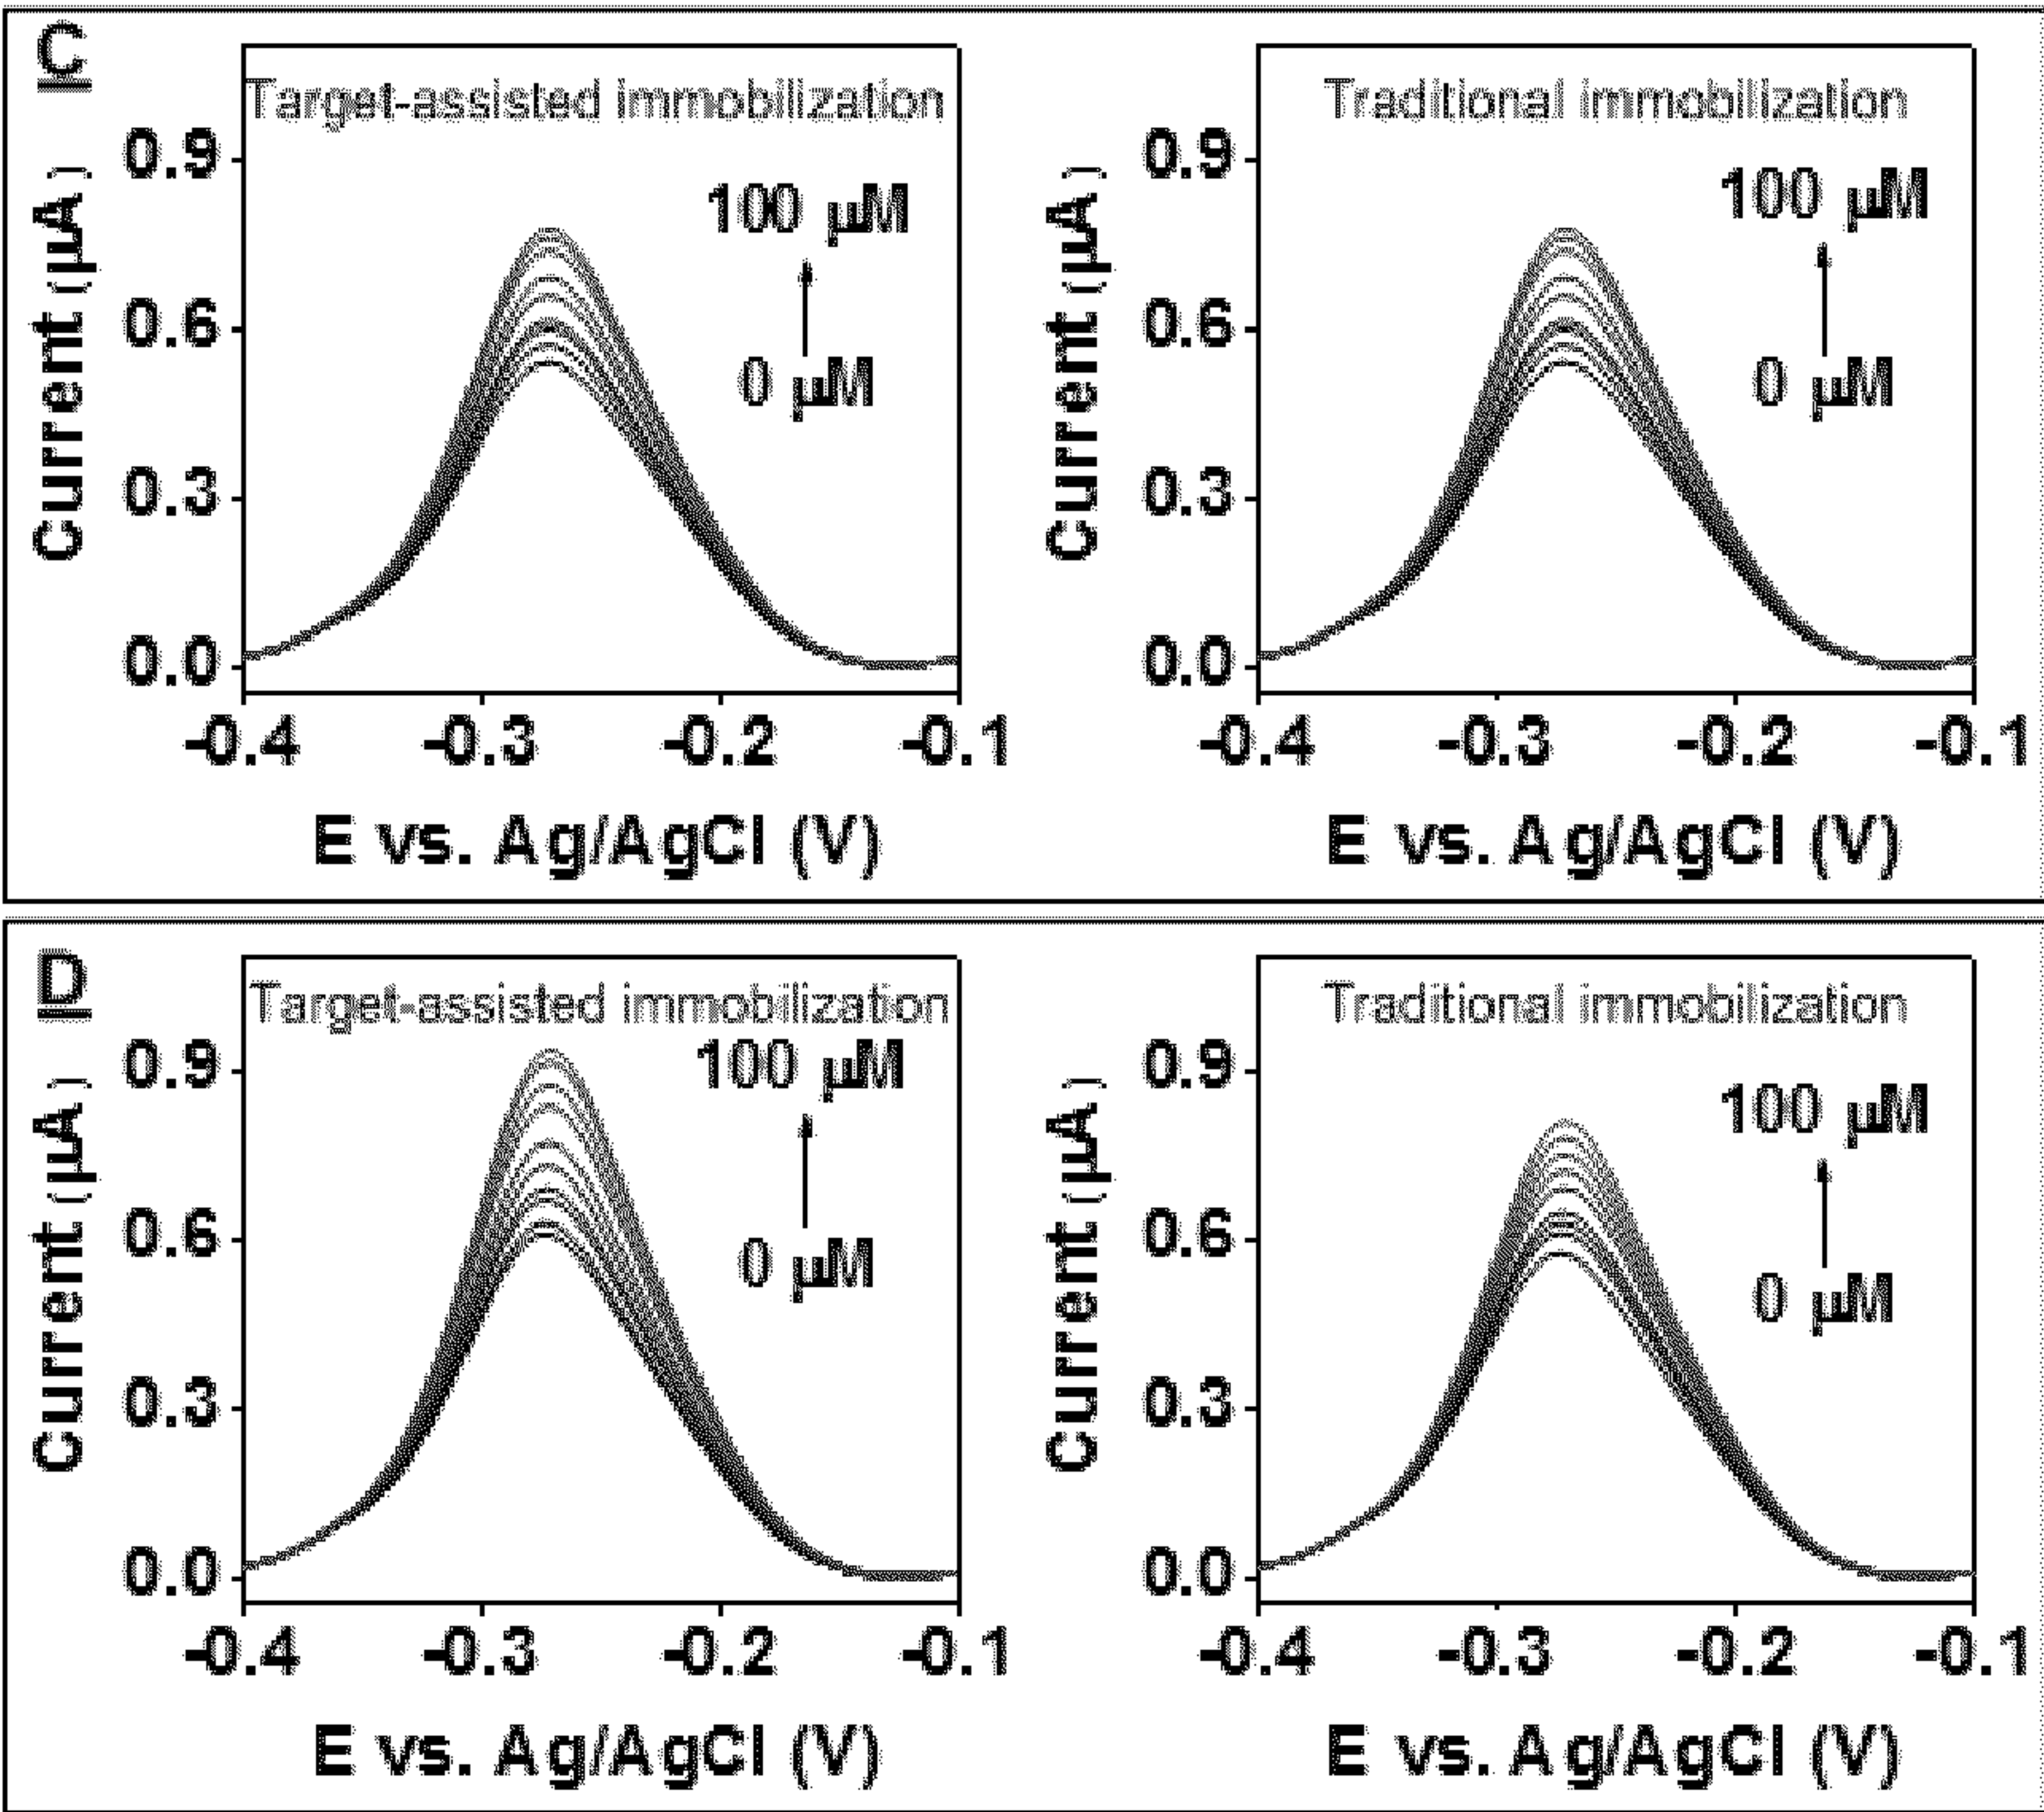 C
Target-assisted immobilization
100 µM
0 µM
0.9
0.6
0.3
0.0
Current (µA)
-0.4 -0.3 -0.2 -0.1
E vs. Ag/AgCl (V)
Traditional immobilization
100 µM
0 µM
0.9
0.6
0.3
0.0
Current (µA)
-0.4 -0.3 -0.2 -0.1
E vs. Ag/AgCl (V)
D
Target-assisted immobilization
100 µM
0 µM
0.9
0.6
0.3
0.0
Current (µA)
-0.4 -0.3 -0.2 -0.1
E vs. Ag/AgCl (V)
Traditional immobilization
100 µM
0 µM
0.9
0.6
0.3
0.0
Current (µA)
-0.4 -0.3 -0.2 -0.1
E vs. Ag/AgCl (V)